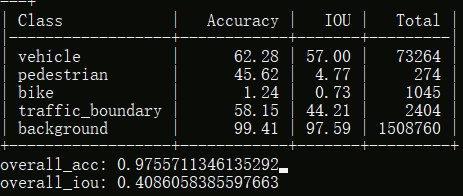 ---+
| Class            | Accuracy |  IOU  |  Total  |
|------------------+----------+-------+---------|
| vehicle          |    62.28 | 57.00 |   73264 |
| pedestrian       |    45.62 |  4.77 |     274 |
| bike             |     1.24 |  0.73 |    1045 |
| traffic_boundary |    58.15 | 44.21 |    2404 |
| background       |    99.41 | 97.59 | 1508760 |
+------------------+----------+-------+---------+
overall_acc: 0.9755711346135292
overall_iou: 0.4086058385597663